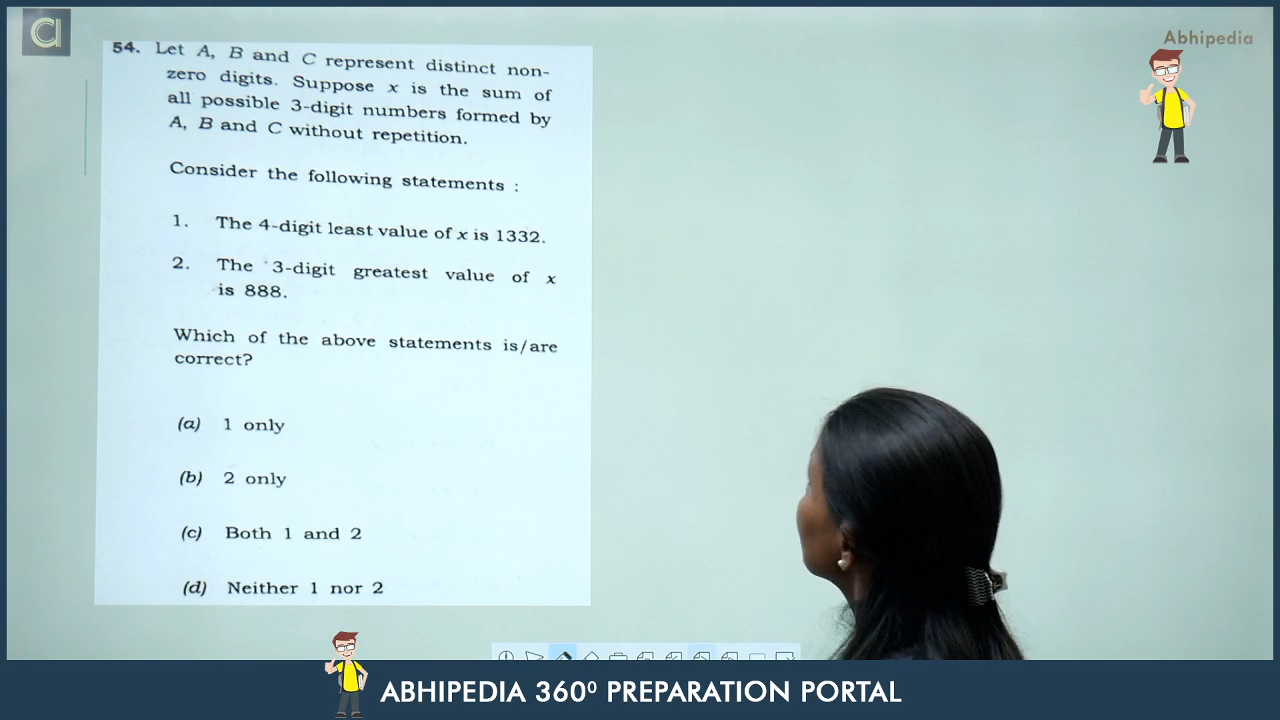 Abhipedia
54. Let A, B and C represent distinct non-
zero digits. Suppose x is the sum of
all possible 3-digit numbers formed by
A, B and C without repetition.
Consider the following statements :
1. The 4-digit least value of x is 1332.
2. The 3-digit greatest value of x
is 888.
Which of the above statements is/are
correct?
(a) 1 only
(b) 2 only
(c) Both 1 and 2
(d) Neither 1 nor 2
ABHIPEDIA 360⁰ PREPARATION PORTAL